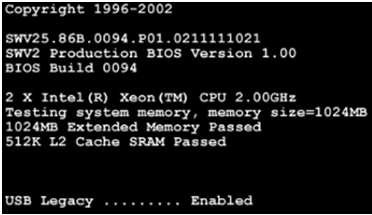 Copyright 1996-2002
SWV25.86B.0094.P01.0211111021
SWV2 Production BIOS Version 1.00
BIOS Build 0094
2 X Intel(R) Xeon(TM) CPU 2.00GHz
Testing system memory, memory size=1024MB
1024MB Extended Memory Passed
512K L2 Cache SRAM Passed
USB Legacy ......... Enabled